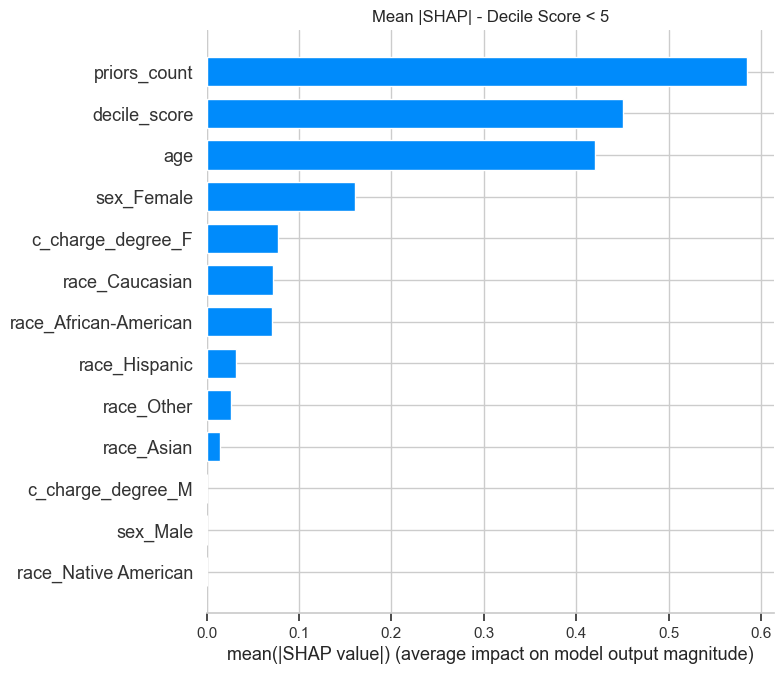 Mean |SHAP| - Decile Score < 5
priors_count
decile_score
age
sex_Female
c_charge_degree_F
race_Caucasian
race_African-American
race_Hispanic
race_Other
race_Asian
c_charge_degree_M
sex_Male
race_Native American
0.0 0.1 0.2 0.3 0.4 0.5 0.6
mean(|SHAP value|) (average impact on model output magnitude)